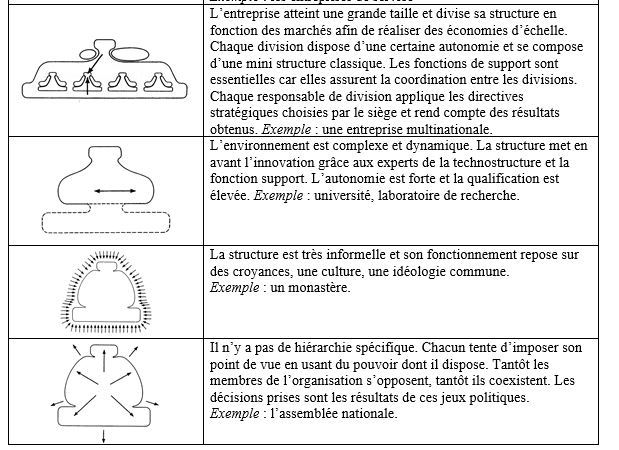 L’entreprise atteint une grande taille et divise sa structure en
fonction des marchés afin de réaliser des économies d’échelle.
Chaque division dispose d’une certaine autonomie et se compose
d’une mini structure classique. Les fonctions de support sont
essentielles car elles assurent la coordination entre les divisions.
Chaque responsable de division applique les directives
stratégiques choisies par le siège et rend compte des résultats
obtenus. Exemple : une entreprise multinationale.
L’environnement est complexe et dynamique. La structure met en
avant l’innovation grâce aux experts de la technostructure et la
fonction support. L’autonomie est forte et la qualification est
élevée. Exemple : université, laboratoire de recherche.
La structure est très informelle et son fonctionnement repose sur
des croyances, une culture, une idéologie commune.
Exemple : un monastère.
Il n’y a pas de hiérarchie spécifique. Chacun tente d’imposer son
point de vue en usant du pouvoir dont il dispose. Tantôt les
membres de l’organisation s’opposent, tantôt ils coexistent. Les
décisions prises sont les résultats de ces jeux politiques.
Exemple : l’assemblée nationale.